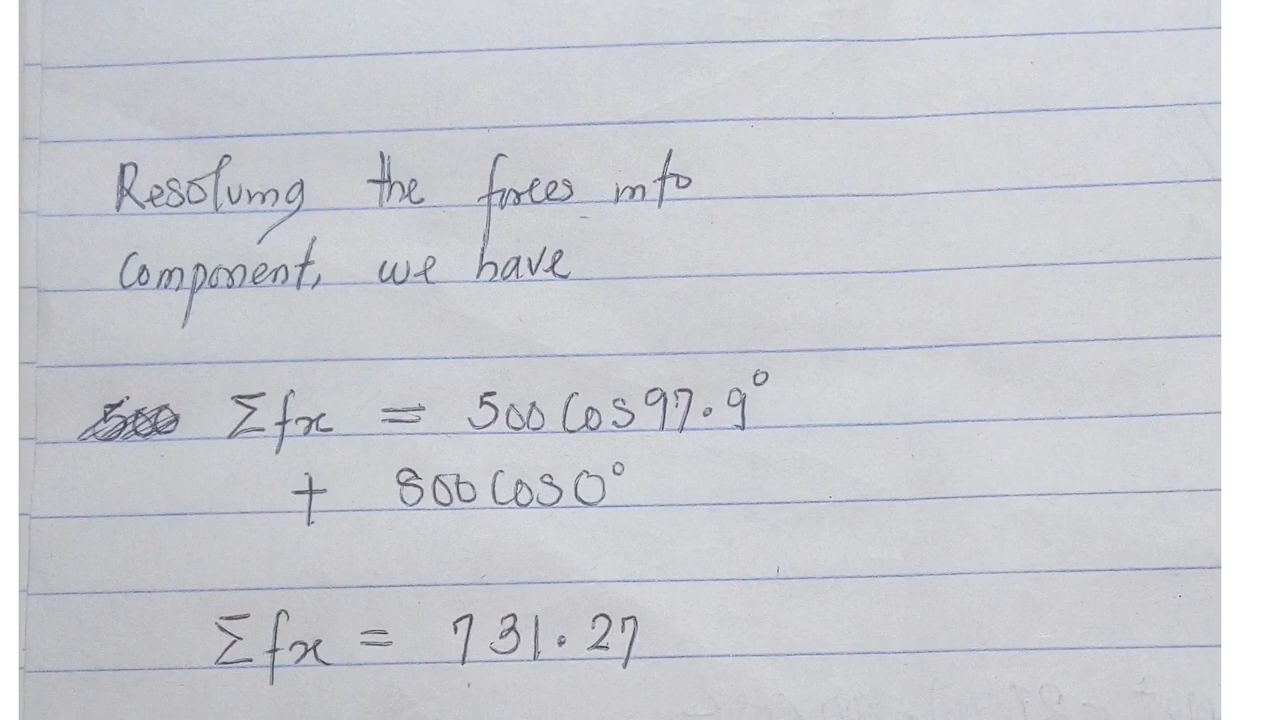 Resolving the forces into
component, we have
Σfx = 500 Cos 97.9°
+ 800 Cos 0°
Σfx = 731.27